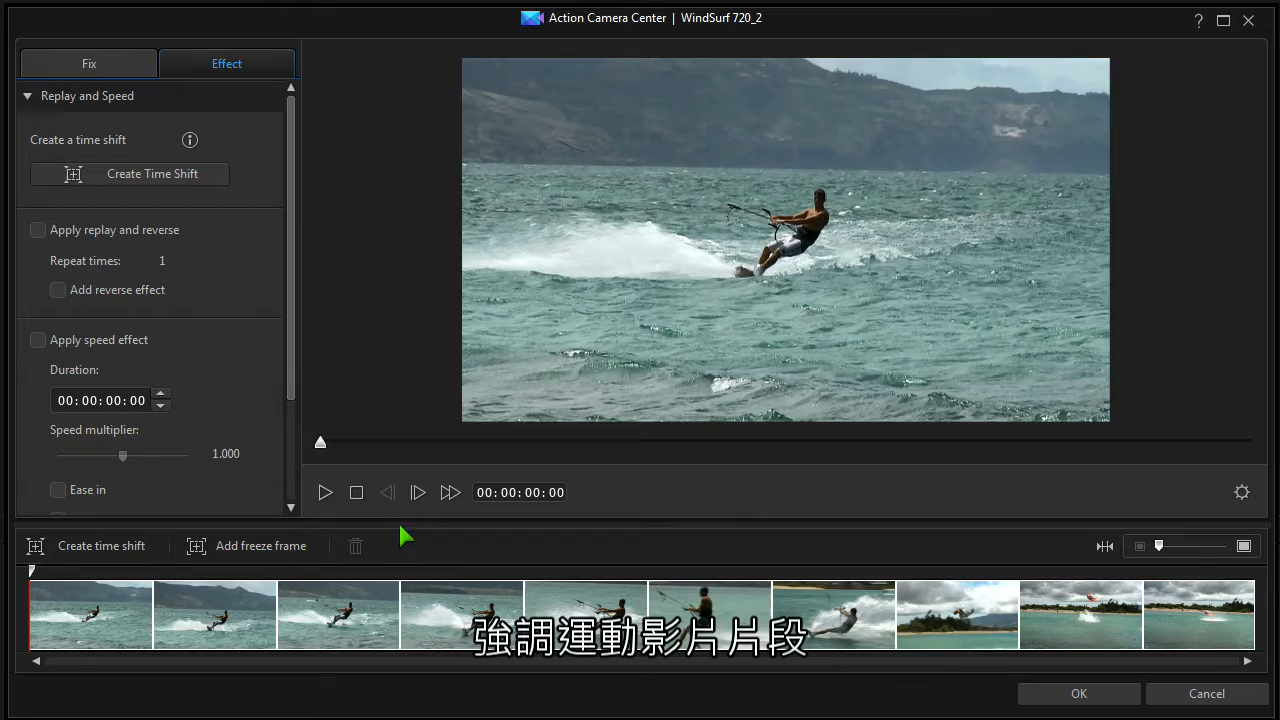 Action Camera Center | WindSurf 720_2
?
Fix
Effect
Replay and Speed
Create a time shift
Create Time Shift
Apply replay and reverse
Repeat times: 1
Add reverse effect
Apply speed effect
Duration:
00:00:00:00
Speed multiplier:
1.000
Ease in
00:00:00:00
Create time shift
Add freeze frame
強調運動影片片段
OK
Cancel